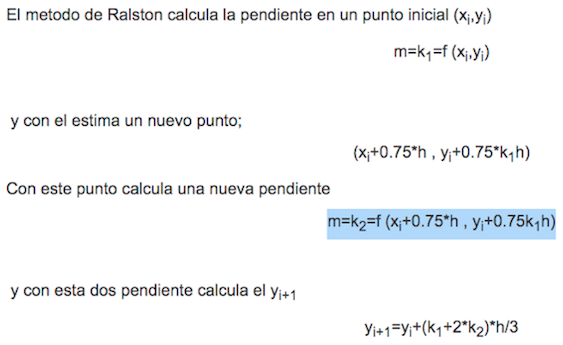 El metodo de Ralston calcula la pendiente en un punto inicial (xᵢ,yᵢ)
m=k₁=f (xᵢ,yᵢ)
y con el estima un nuevo punto;
(xᵢ+0.75*h , yᵢ+0.75*k₁h)
Con este punto calcula una nueva pendiente
m=k₂=f (xᵢ+0.75*h , yᵢ+0.75k₁h)
y con esta dos pendiente calcula el yᵢ₊₁
yᵢ₊₁=yᵢ+(k₁+2*k₂)*h/3